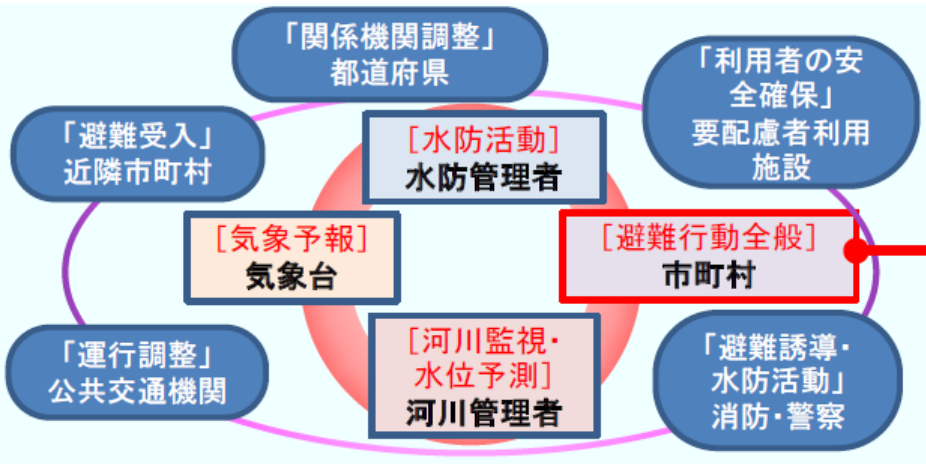 「関係機関調整」
都道府県
「利用者の安
全確保」
要配慮者利用
施設
「避難受入」
近隣市町村
[水防活動]
水防管理者
[気象予報]
気象台
[避難行動全般]
市町村
「運行調整」
公共交通機関
[河川監視・
水位予測]
河川管理者
「避難誘導・
水防活動」
消防・警察